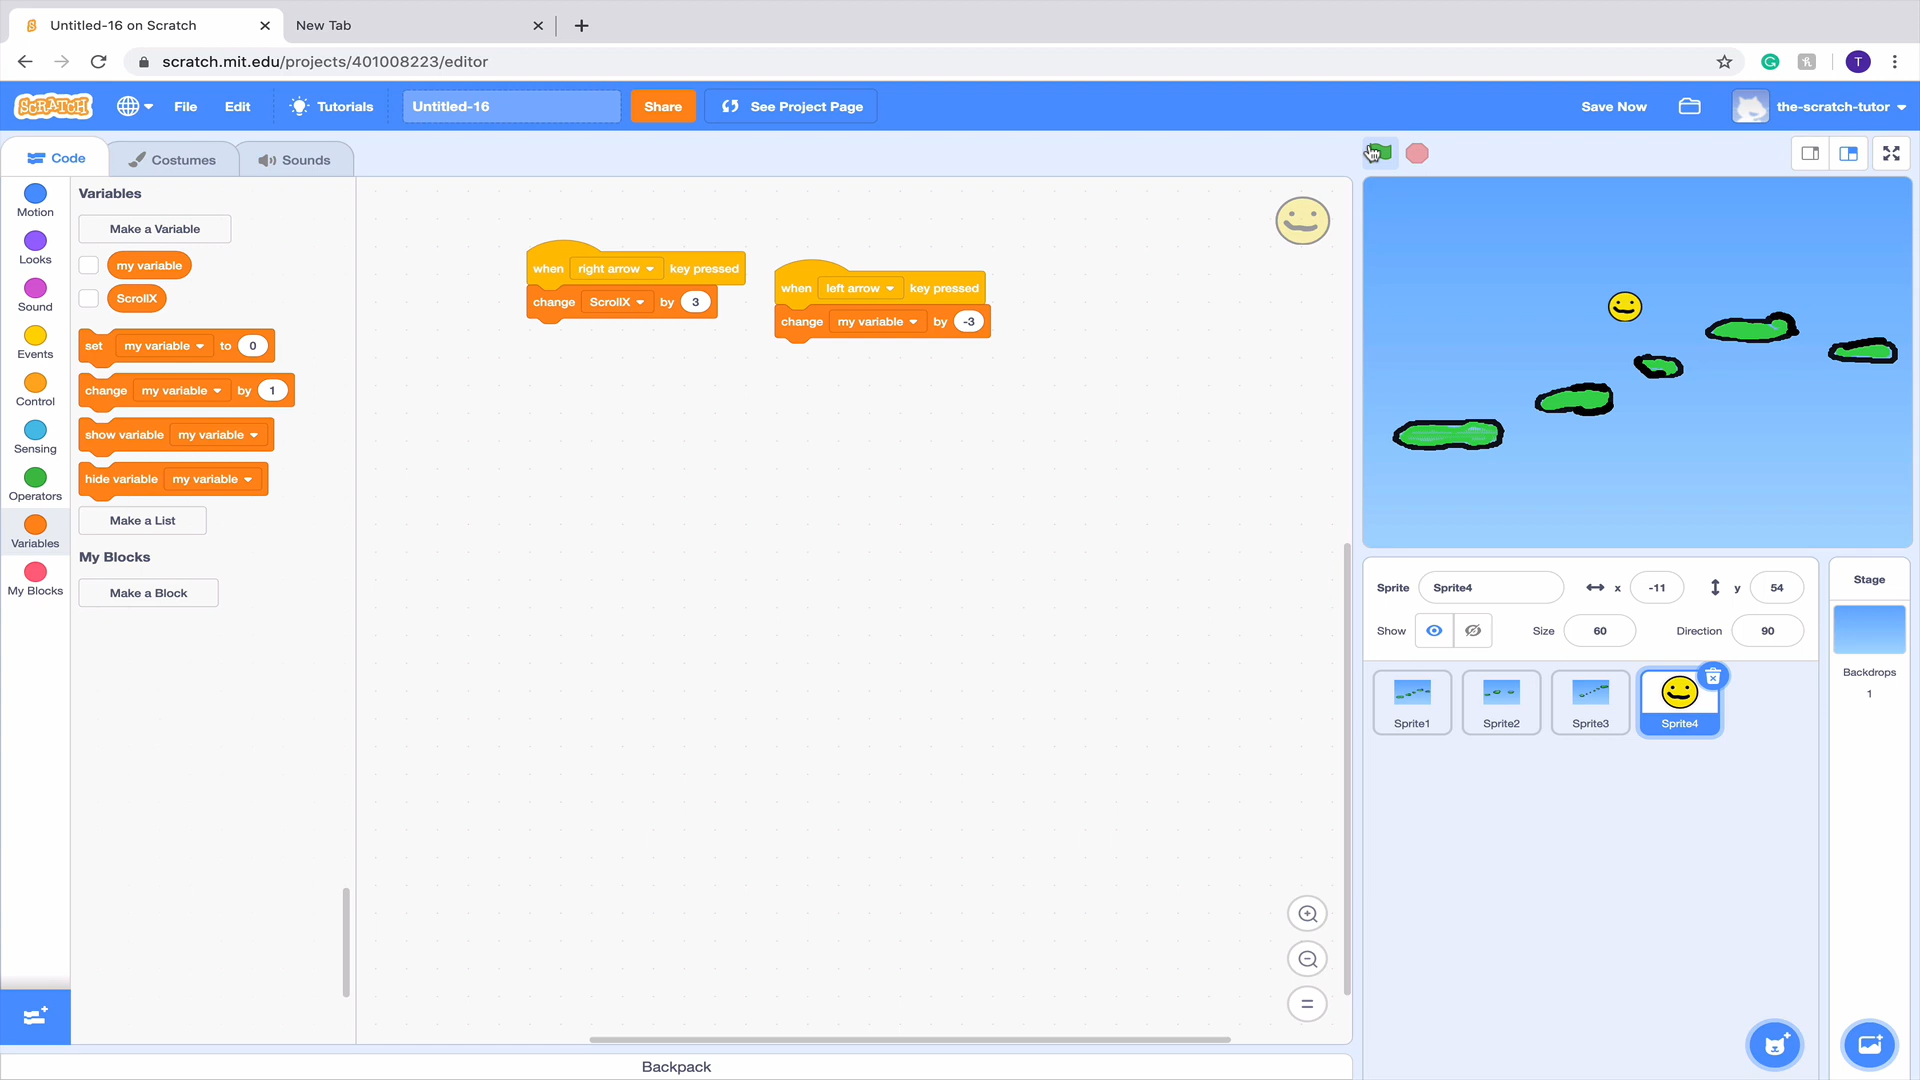 Untitled-16 on Scratch
New Tab
scratch.mit.edu/projects/401008223/editor
T
SCRATCH
File
Edit
Tutorials
Untitled-16
Share
See Project Page
Save Now
the-scratch-tutor
Code
Costumes
Sounds
Motion
Looks
Sound
Events
Control
Sensing
Operators
Variables
My Blocks
Variables
Make a Variable
my variable
ScrollX
set my variable to 0
change my variable by 1
show variable my variable
hide variable my variable
Make a List
My Blocks
Make a Block
when right arrow key pressed
change ScrollX by 3
when left arrow key pressed
change my variable by -3
Sprite Sprite4 x -11 y 54
Show Size 60 Direction 90
Sprite1
Sprite2
Sprite3
Sprite4
Stage
Backdrops
1
Backpack